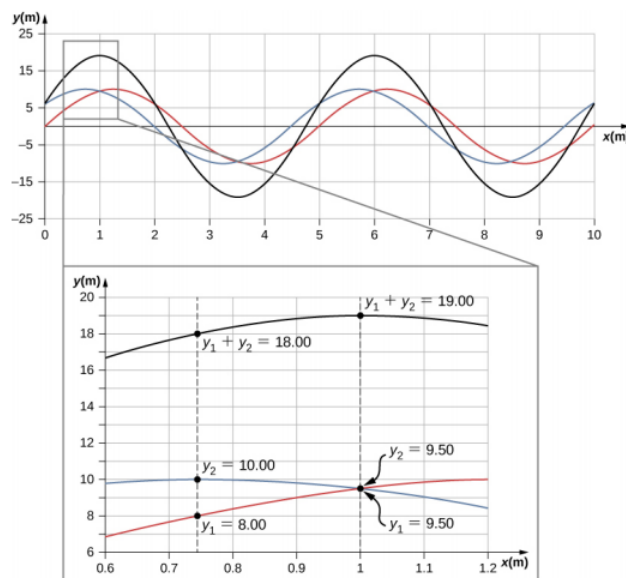 y(m)
25
15
5
−5
−15
−25
0 1 2 3 4 5 6 7 8 9 10
x(m)
y(m)
20
18
16
14
12
10
8
6
y₁ + y₂ = 19.00
y₁ + y₂ = 18.00
y₂ = 9.50
y₂ = 10.00
y₁ = 8.00
y₁ = 9.50
0.6 0.7 0.8 0.9 1 1.1 1.2 x(m)